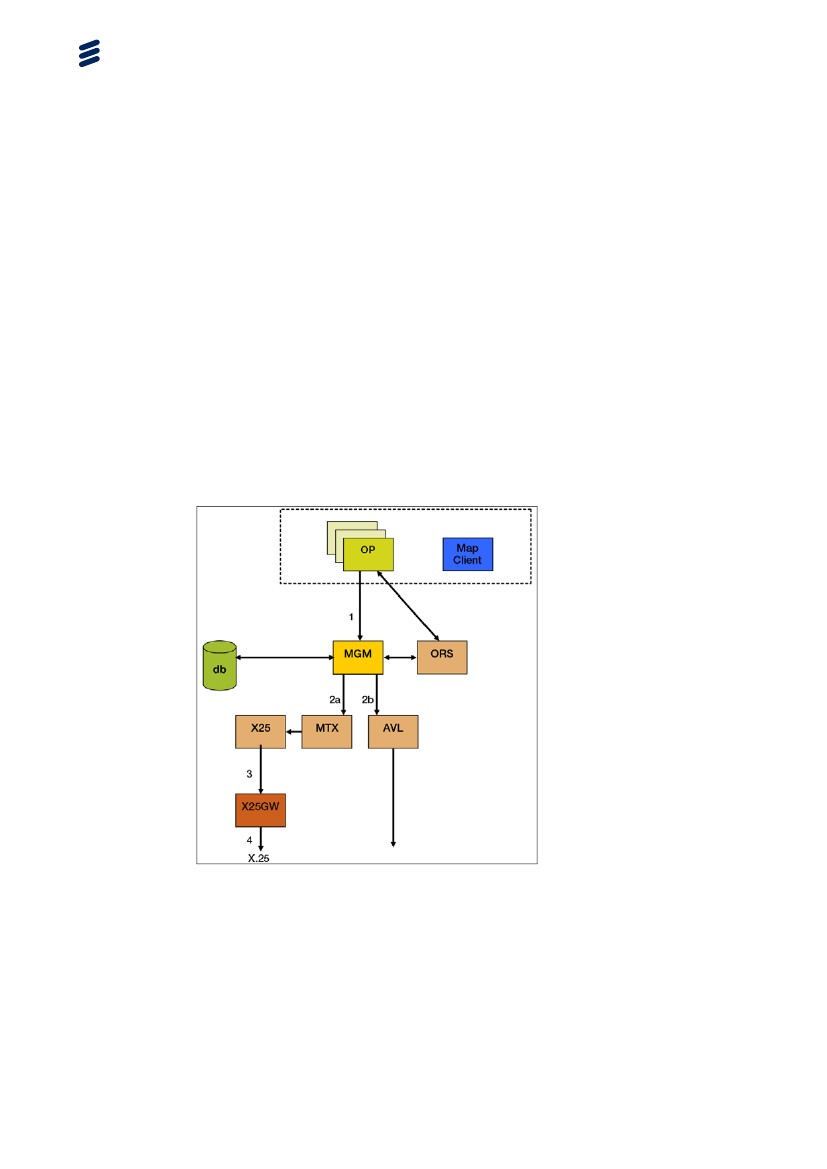 OP
Map
Client
1
MGM
ORS
db
2a
2b
X25
MTX
AVL
3
X25GW
4
X.25